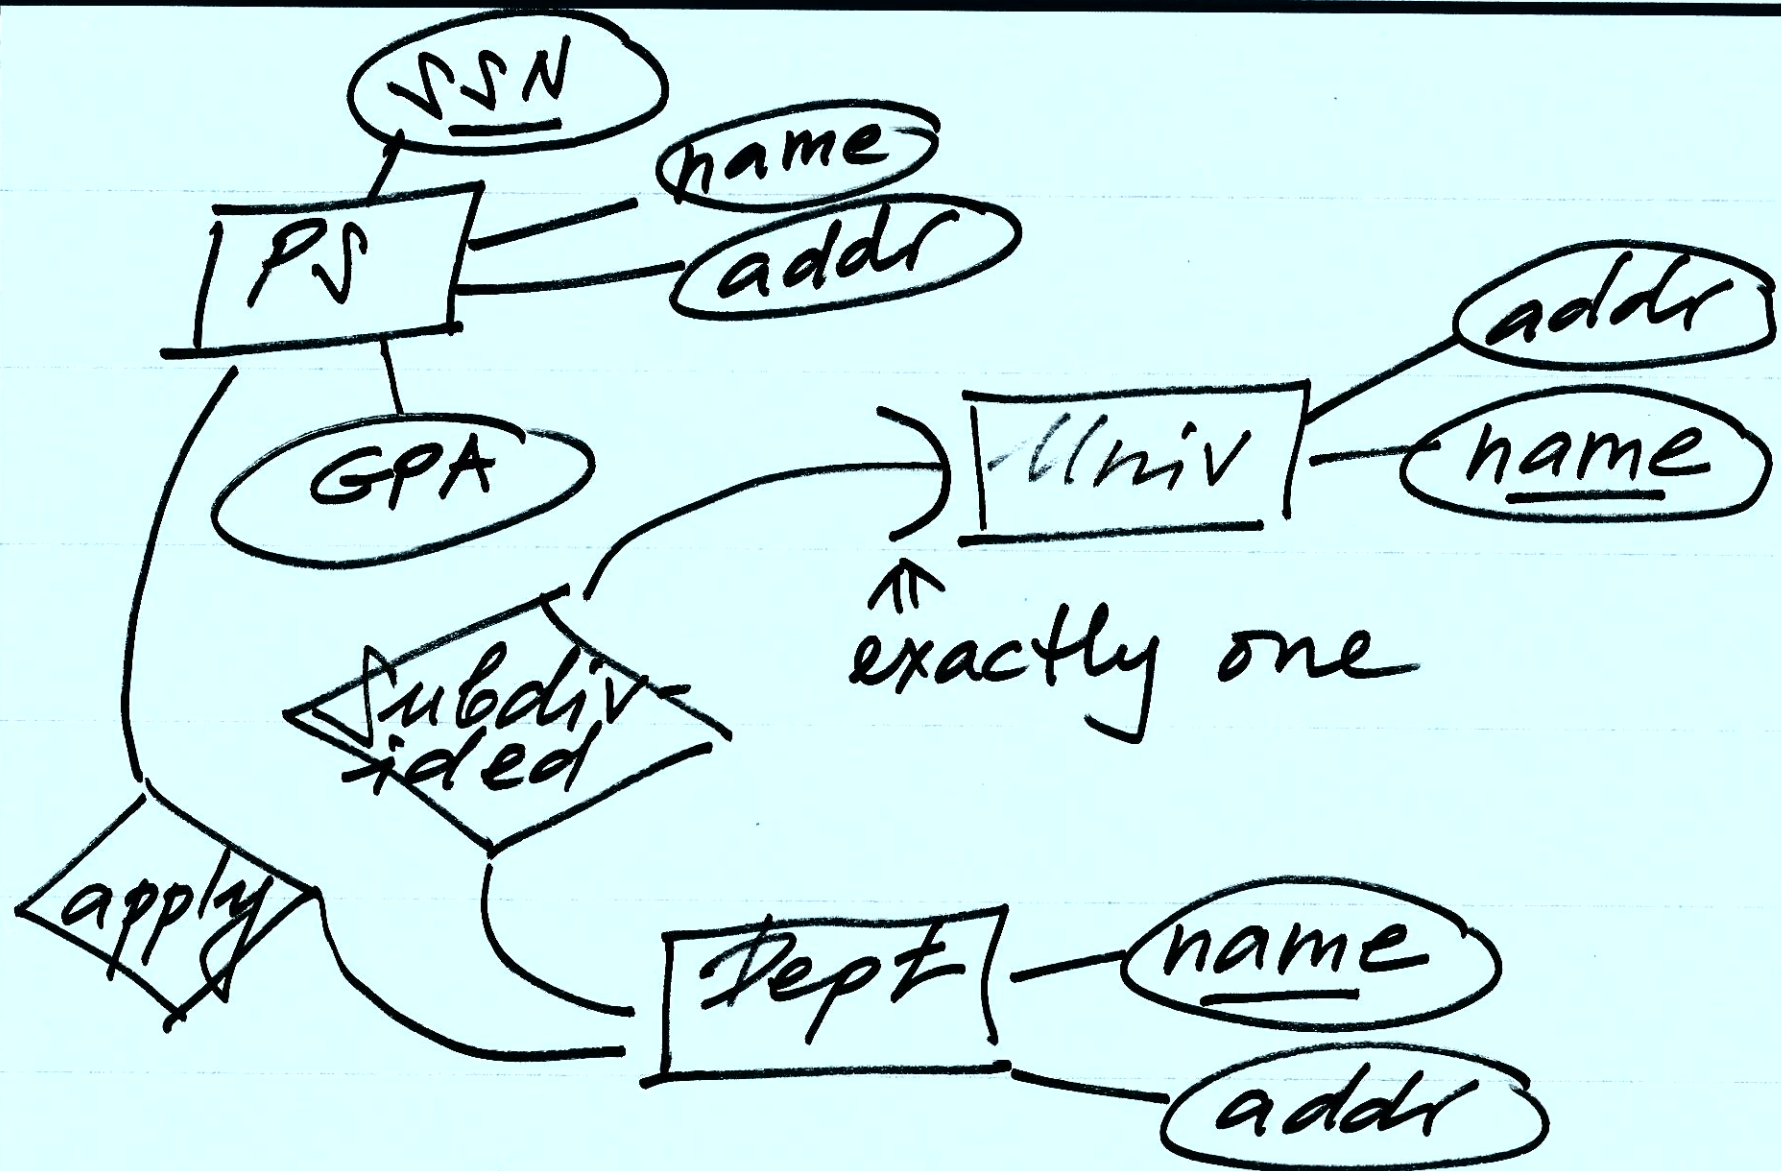 SSN
name
PS
addr
GPA
addr
Univ
name
exactly one
subdiv-
ided
apply
Dept
name
addr